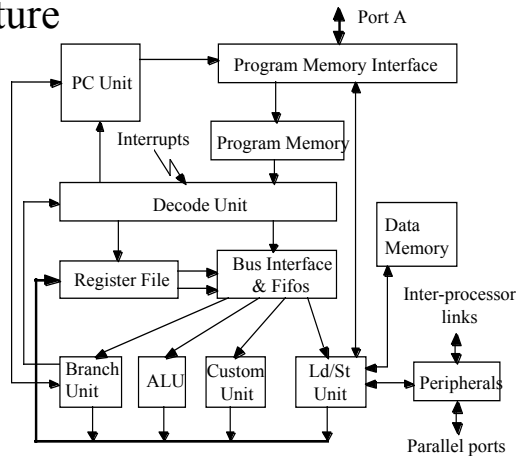 ture
Port A
PC Unit
Program Memory Interface
Interrupts
Program Memory
Decode Unit
Data
Memory
Register File
Bus Interface
& Fifos
Inter-processor
links
Branch
Unit
ALU
Custom
Unit
Ld/St
Unit
Peripherals
Parallel ports